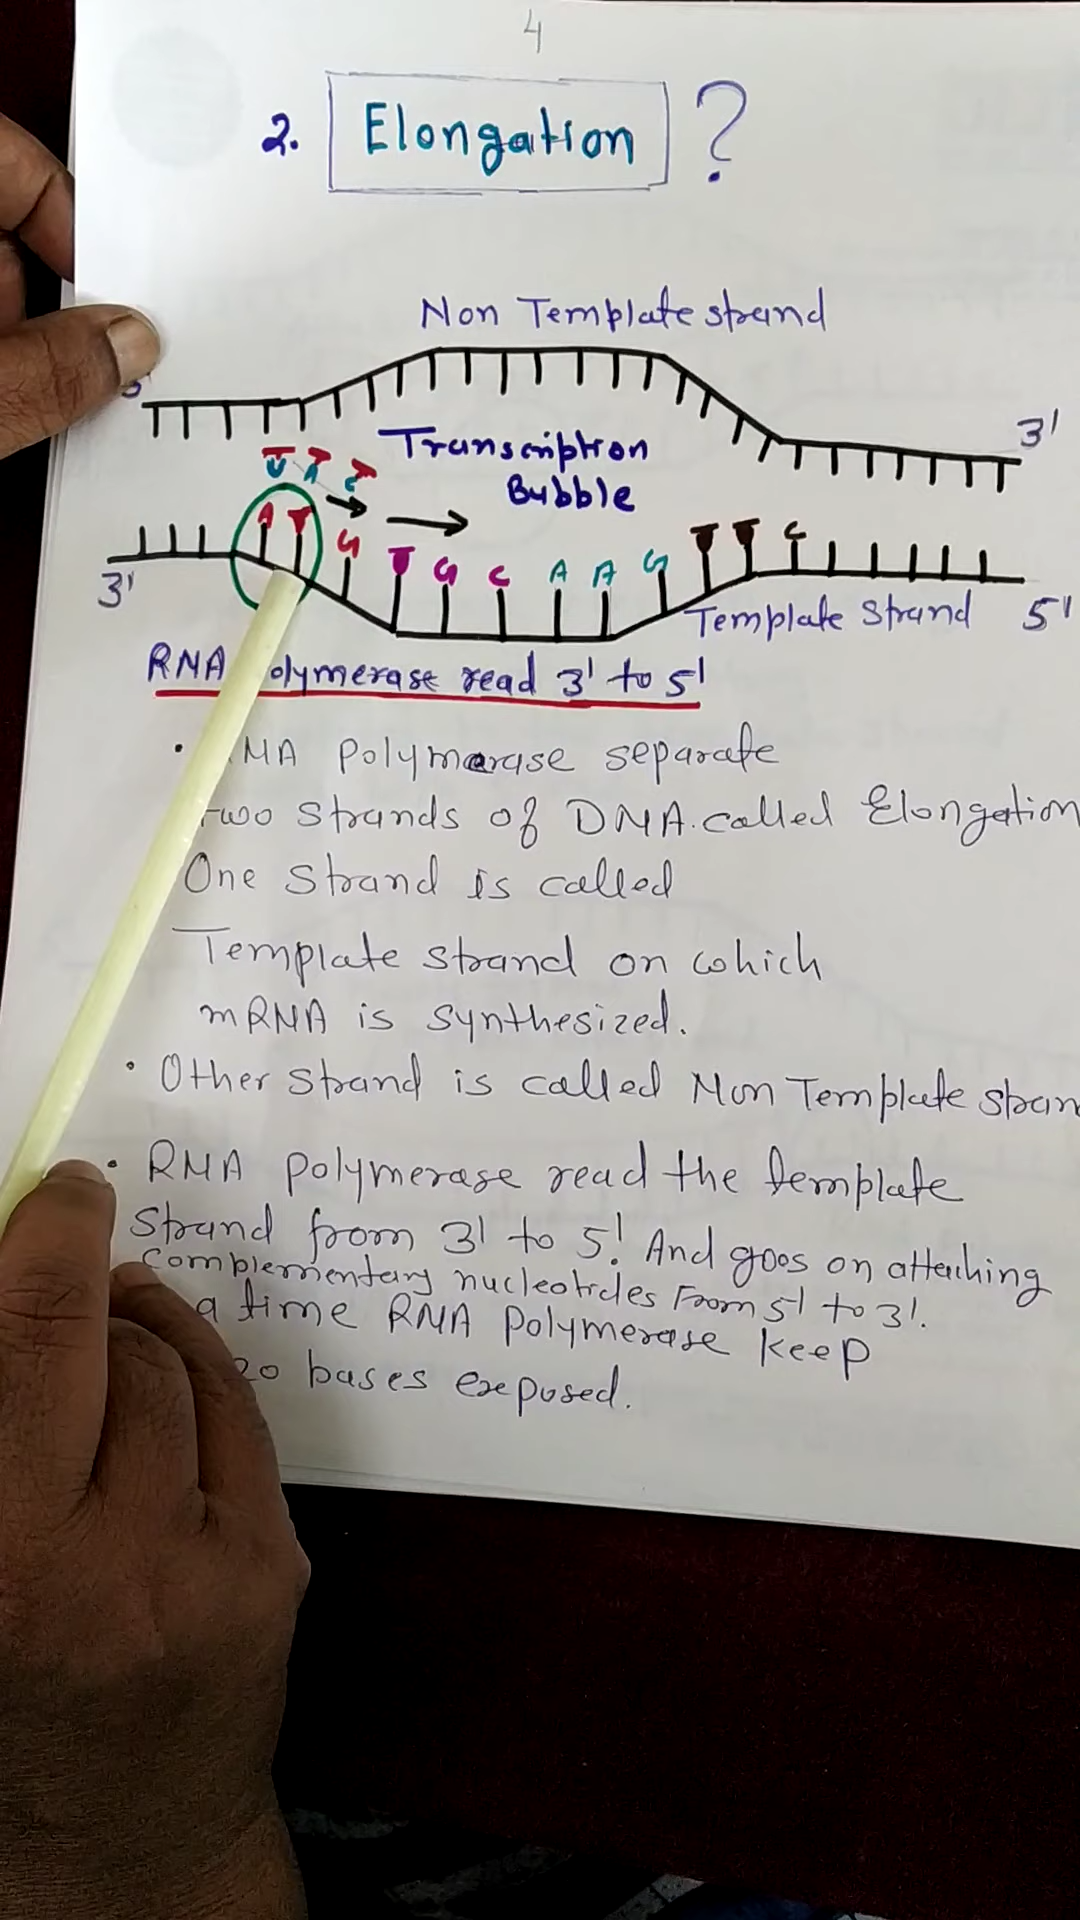 4
2. Elongation ?
Non Template strand
3'
Transcription
Bubble
U A C
A T G T G C A A G T T C
3'
Template Strand 5'
RNA olymerase read 3' to 5'
• NA polymerase separate
two strands of DNA. called Elongation
One strand is called
Template strand on which
mRNA is synthesized.
• Other strand is called Non Template stran
• RNA polymerase read the template
strand from 3' to 5'. And goes on attaching
complementary nucleotides From 5' to 3'.
a time RNA Polymerase keep
20 bases exposed.